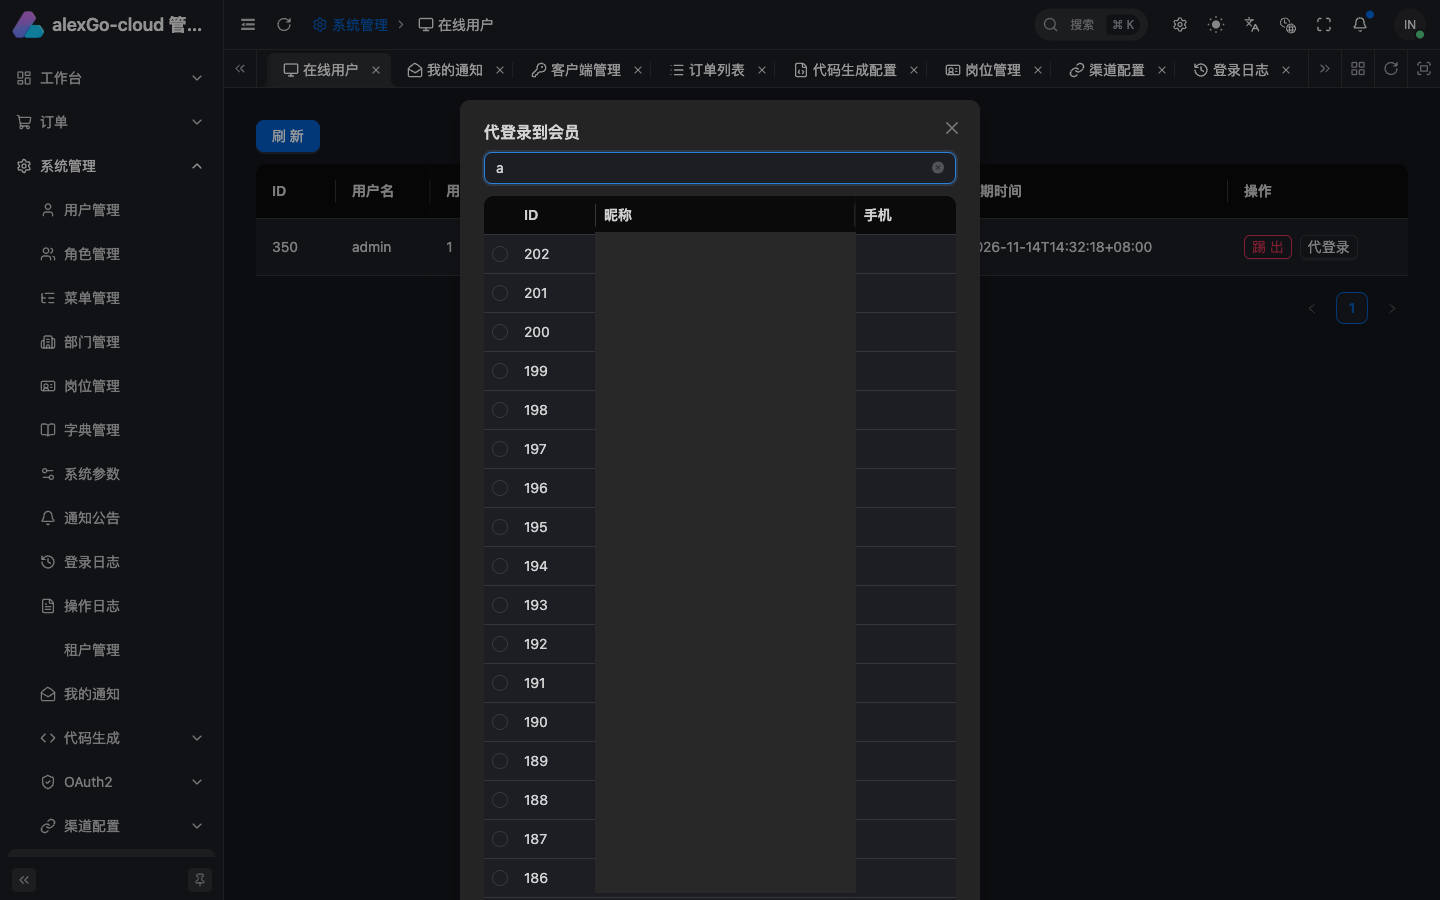 alexGo-cloud 管...
系统管理
在线用户
搜索
⌘ K
IN
工作台
订单
系统管理
用户管理
角色管理
菜单管理
部门管理
岗位管理
字典管理
系统参数
通知公告
登录日志
操作日志
租户管理
我的通知
代码生成
OAuth2
渠道配置
在线用户
我的通知
客户端管理
订单列表
代码生成配置
岗位管理
渠道配置
登录日志
刷 新
ID 用户名 用 期时间 操作
350 admin 1 26-11-14T14:32:18+08:00 踢 出 代登录
1
代登录到会员
a
ID 昵称 手机
202
201
200
199
198
197
196
195
194
193
192
191
190
189
188
187
186